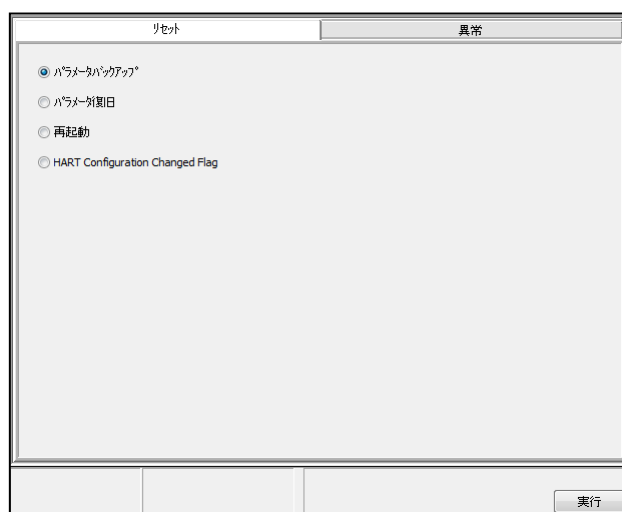 リセット
異常
パラメータバックアップ
パラメータ復旧
再起動
HART Configuration Changed Flag
実行